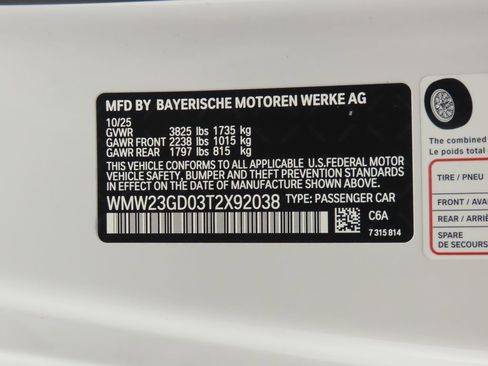 MFD BY BAYERISCHE MOTOREN WERKE AG
10/25
GVWR 3825 lbs 1735 kg
GAWR FRONT 2238 lbs 1015 kg
GAWR REAR 1797 lbs 815 kg
THIS VEHICLE CONFORMS TO ALL APPLICABLE U.S.FEDERAL MOTOR
VEHICLE SAFETY, BUMPER AND THEFT PREVENTION STANDARDS
IN EFFECT ON THE DATE OF MANUFACTURE SHOWN ABOVE.
WMW23GD03T2X92038 TYPE: PASSENGER CAR
C6A
7 315 814
The combined
Le poids total
TIRE / PNEU
FRONT / AVA
REAR / ARRIÈ
SPARE
DE SECOURS